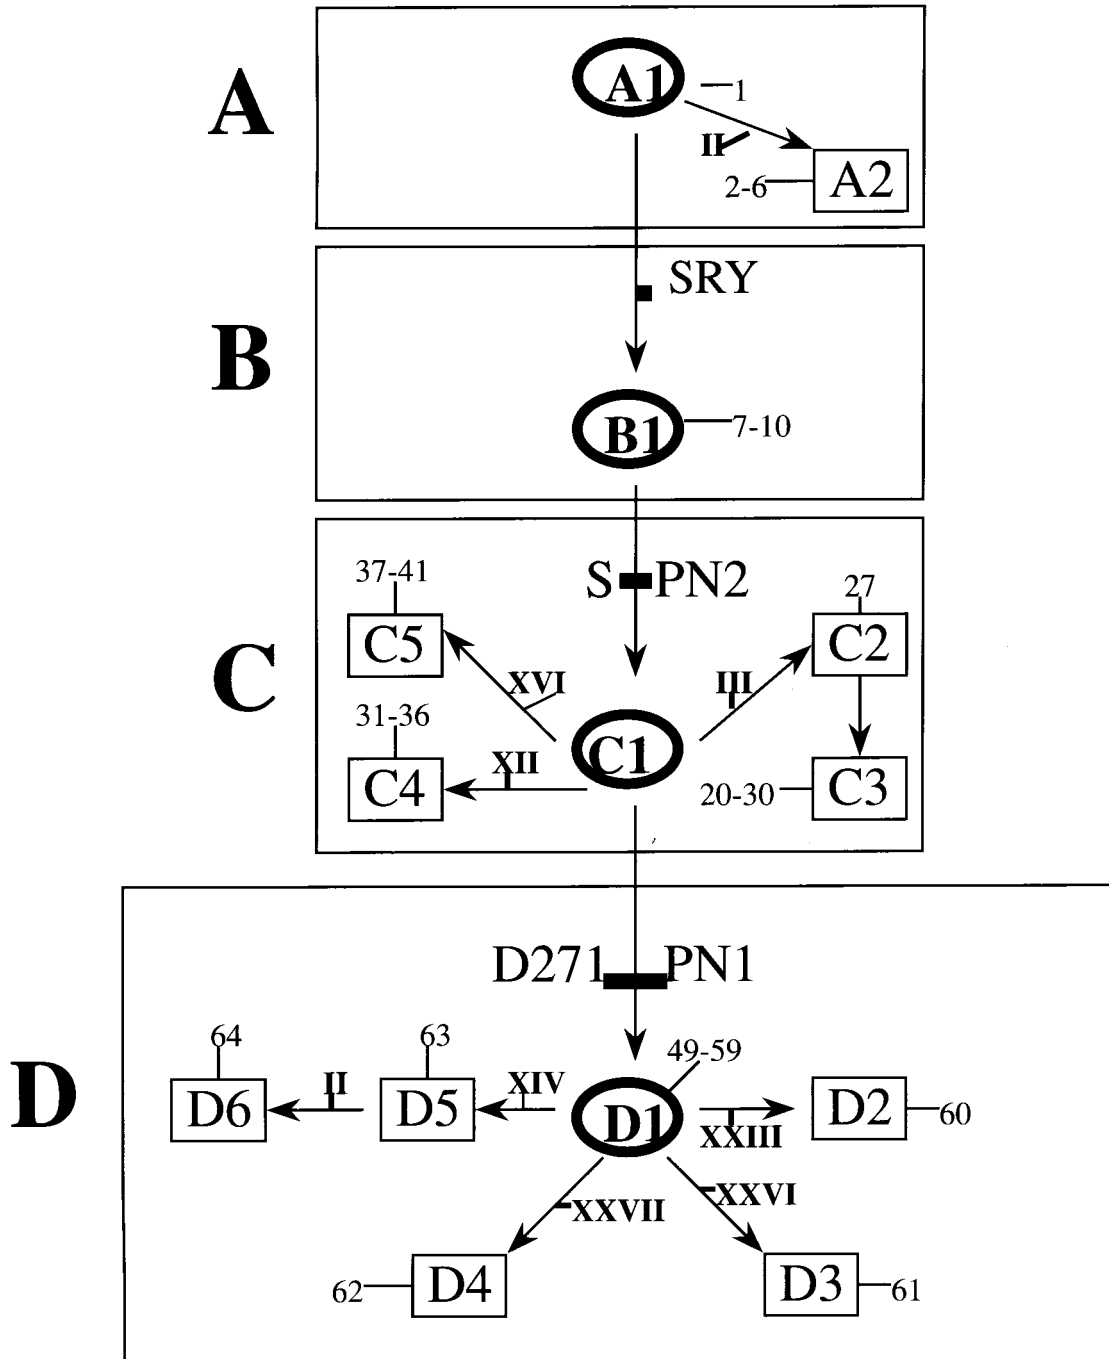 A
A1
1
II
2-6
A2
SRY
B
B1
7-10
S PN2
37-41
27
C5
C2
C
XVI
III
31-36
C1
XII
C4
20-30
C3
D271 PN1
64
63
49-59
II
XIV
D
D6
D5
D1
D2
60
XXIII
XXVII
XXVI
62
D4
D3
61